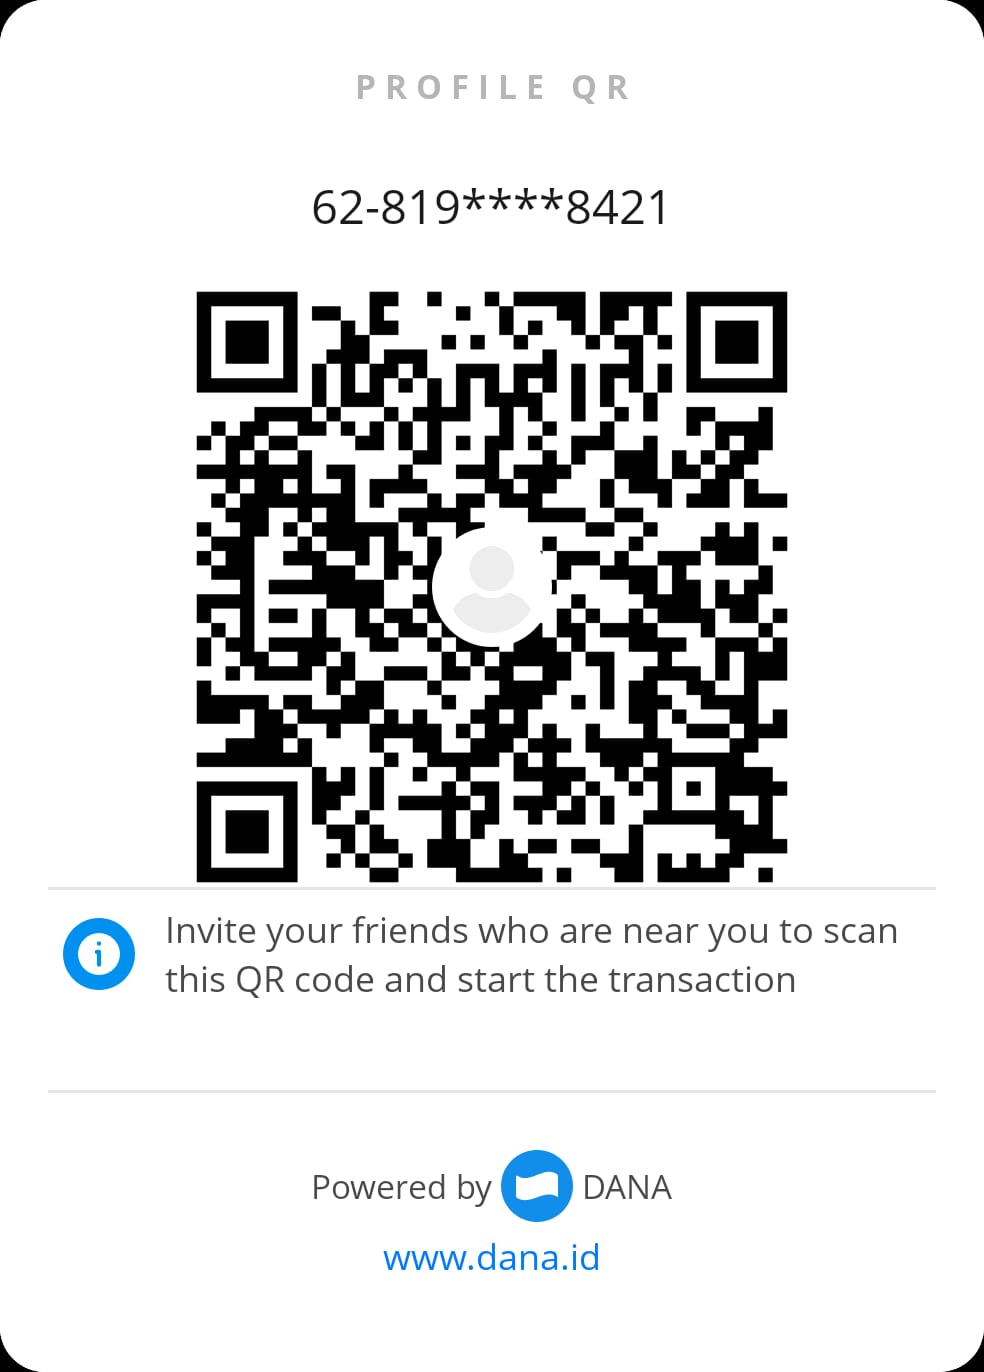 PROFILE QR
62-819****8421
Invite your friends who are near you to scan
this QR code and start the transaction
Powered by DANA
www.dana.id